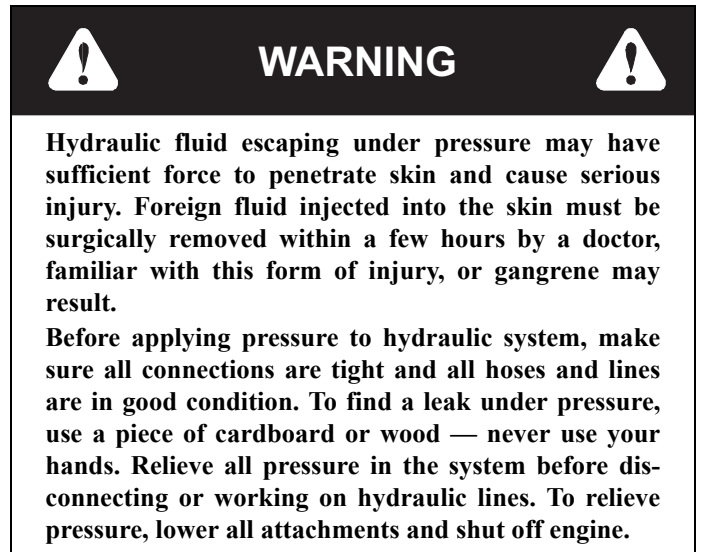 WARNING
Hydraulic fluid escaping under pressure may have
sufficient force to penetrate skin and cause serious
injury. Foreign fluid injected into the skin must be
surgically removed within a few hours by a doctor,
familiar with this form of injury, or gangrene may
result.
Before applying pressure to hydraulic system, make
sure all connections are tight and all hoses and lines
are in good condition. To find a leak under pressure,
use a piece of cardboard or wood — never use your
hands. Relieve all pressure in the system before dis-
connecting or working on hydraulic lines. To relieve
pressure, lower all attachments and shut off engine.